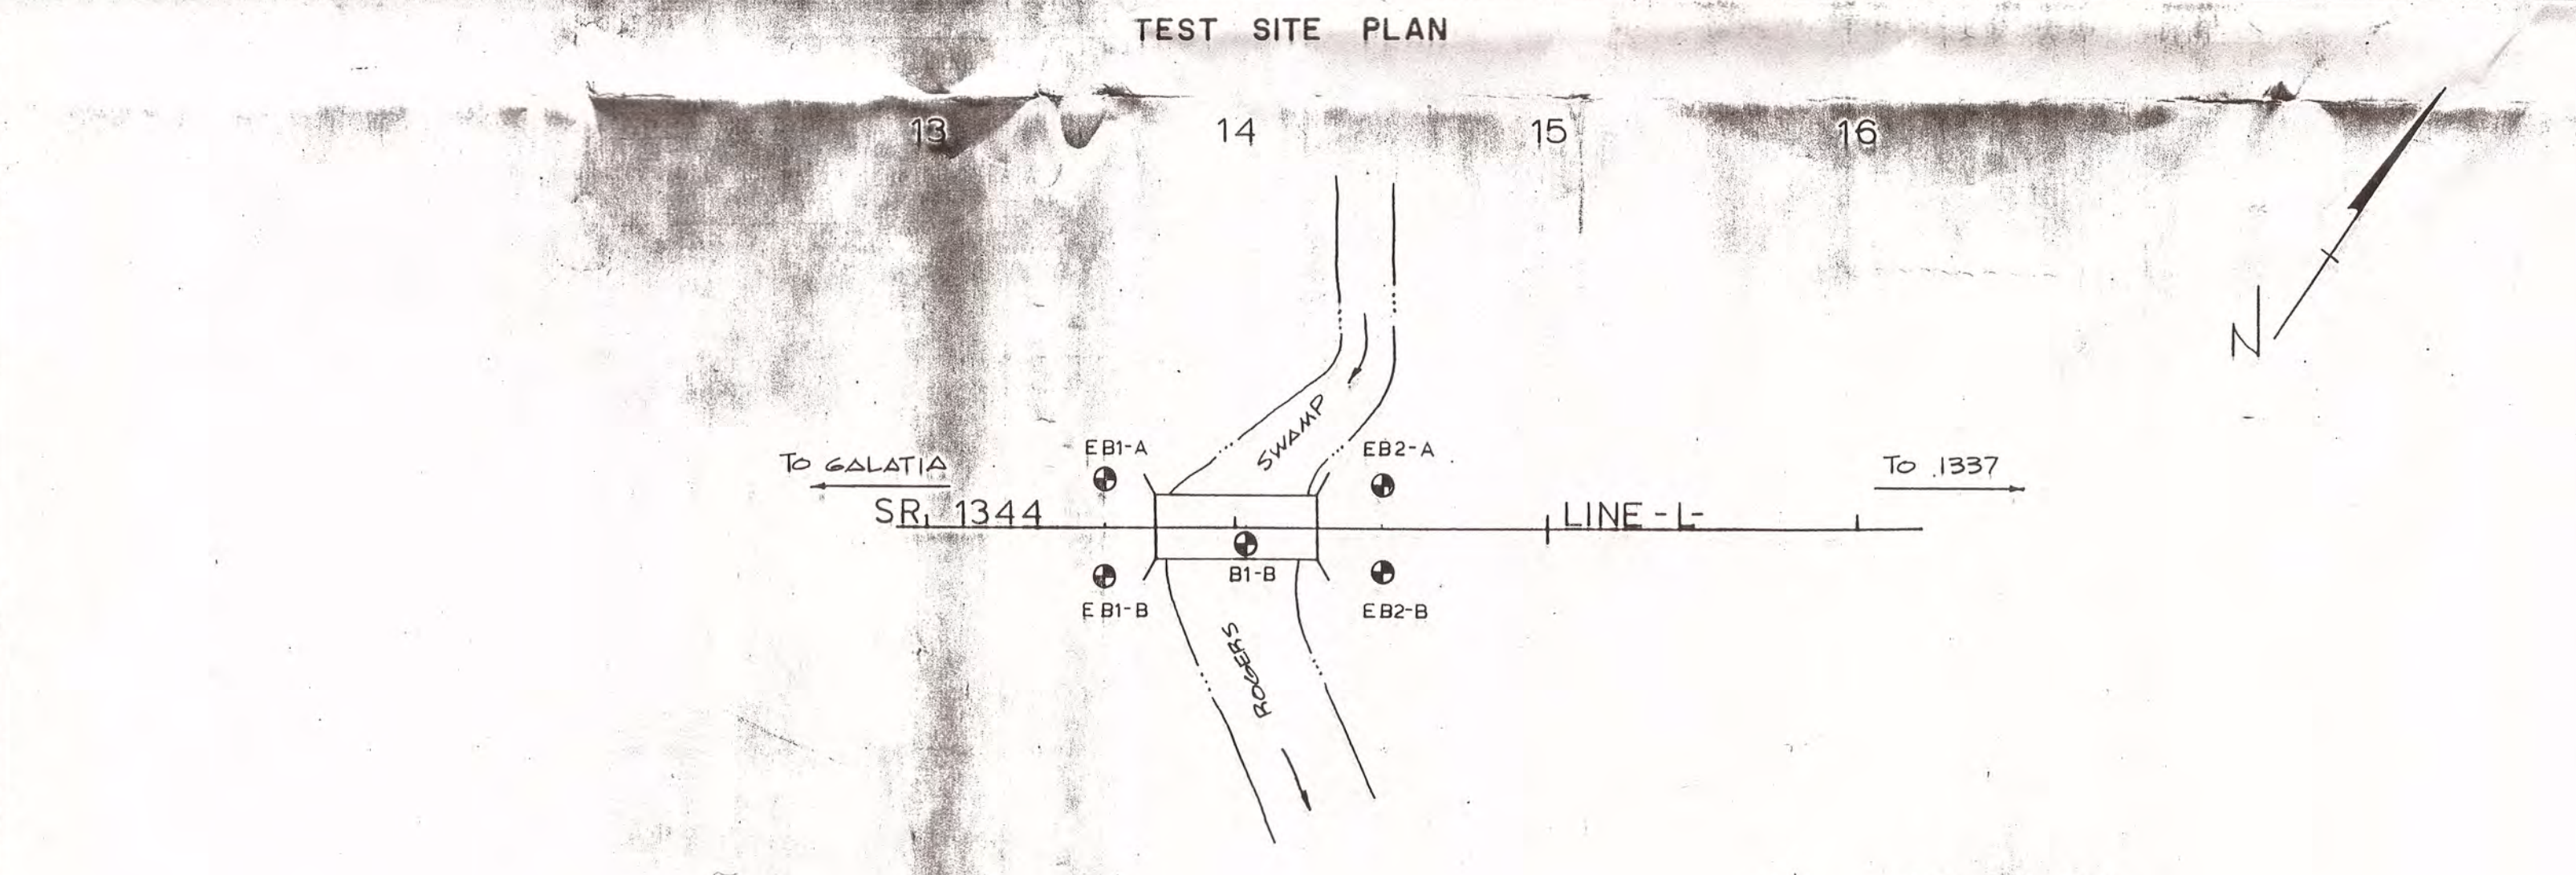 TEST SITE PLAN
13 14 15 16
N
SWAMP
EB1-A EB2-A
TO GALATIA TO 1337
SR 1344 LINE-L-
B1-B
EB1-B EB2-B
ROGERS